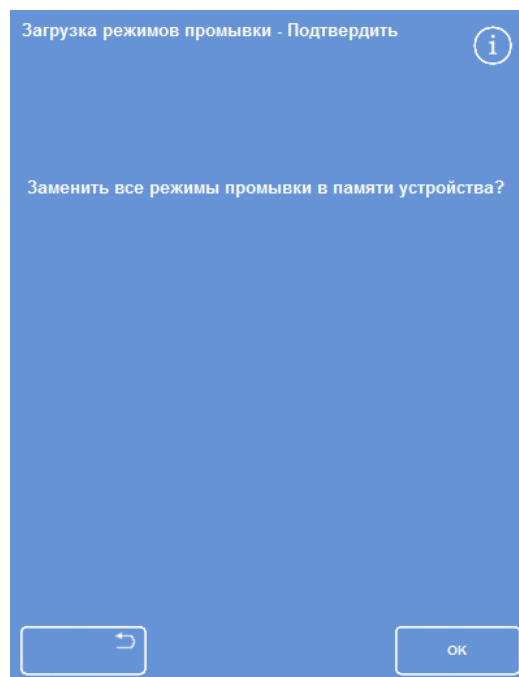 Загрузка режимов промывки - Подтвердить
i
Заменить все режимы промывки в памяти устройства?
ОК